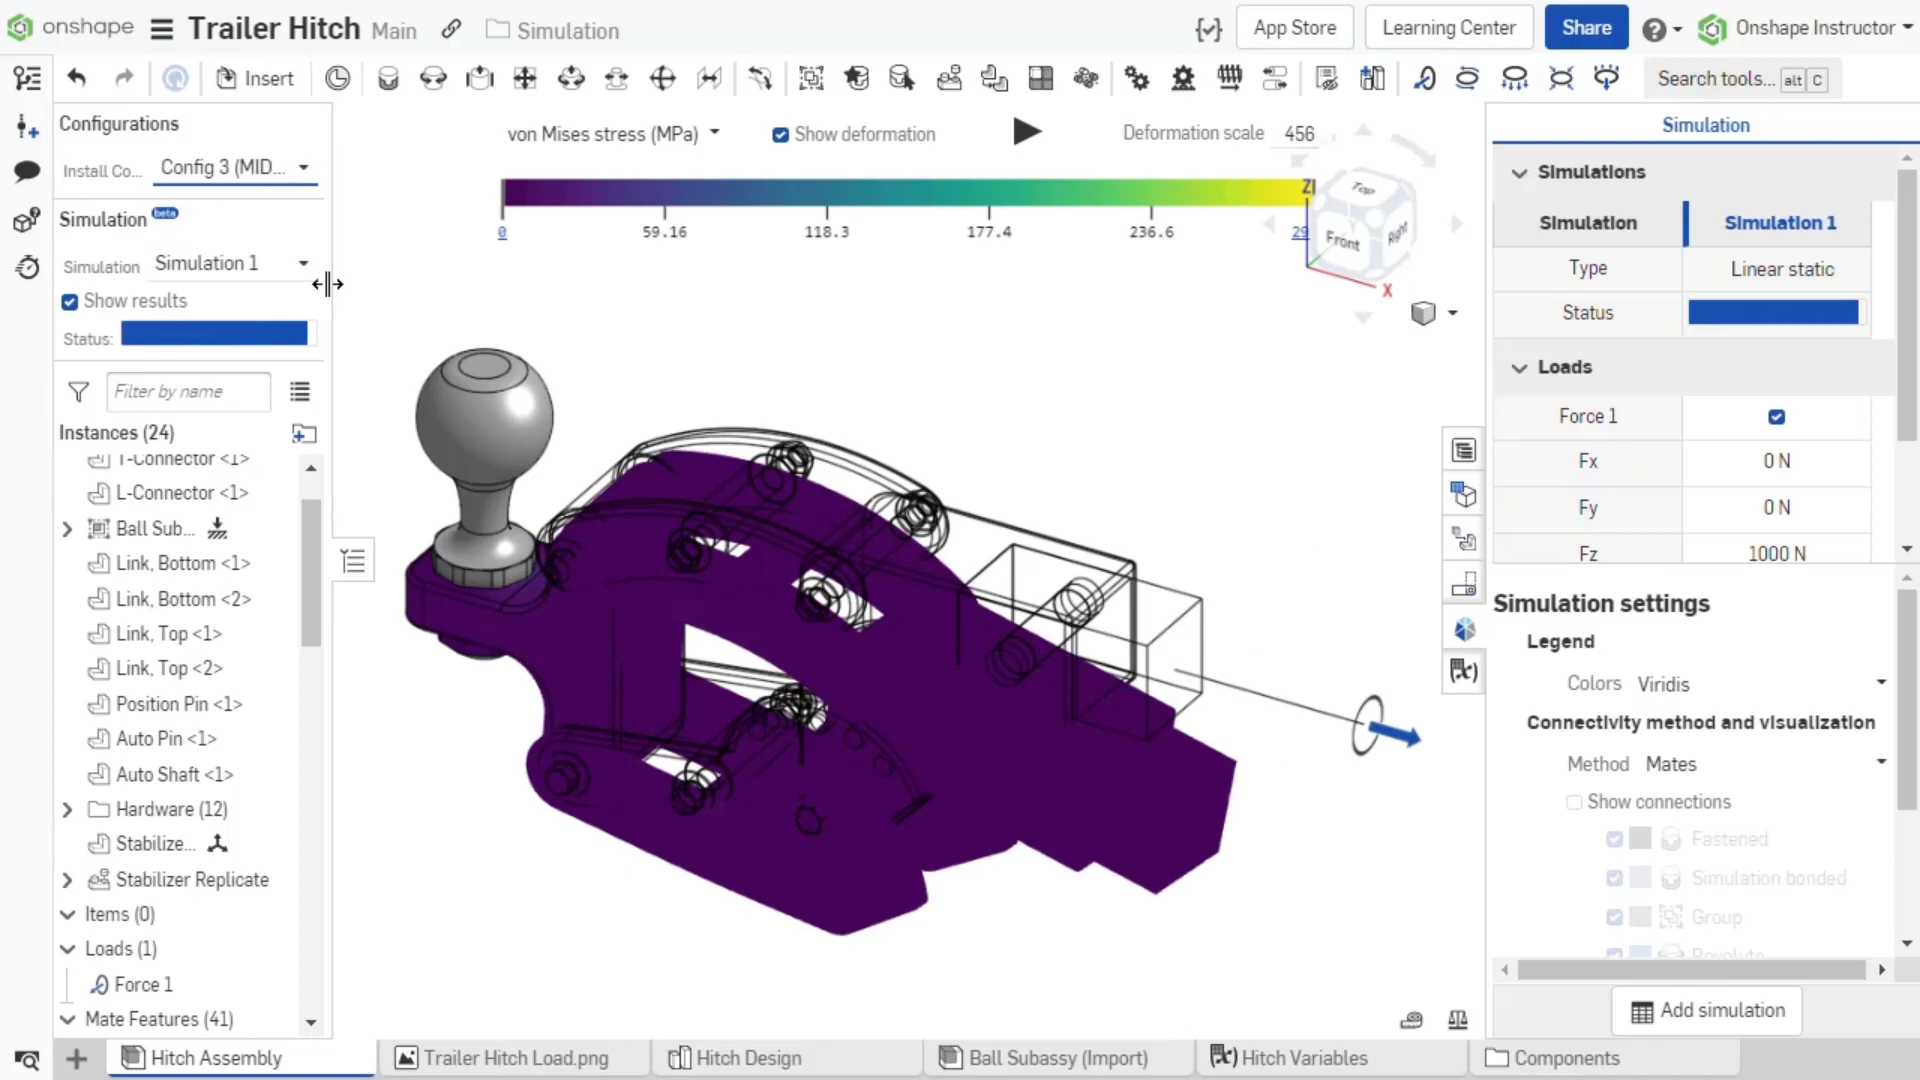 onshape Trailer Hitch Main Simulation App Store Learning Center Share Onshape Instructor
Insert Search tools... alt C
Configurations
Install Co... Config 3 (MID...
Simulation beta
Simulation Simulation 1
Show results
Status:
Filter by name
Instances (24)
T-Connector <1>
L-Connector <1>
Ball Sub...
Link, Bottom <1>
Link, Bottom <2>
Link, Top <1>
Link, Top <2>
Position Pin <1>
Auto Pin <1>
Auto Shaft <1>
Hardware (12)
Stabilize...
Stabilizer Replicate
Items (0)
Loads (1)
Force 1
Mate Features (41)
von Mises stress (MPa) Show deformation Deformation scale 456
0 59.16 118.3 177.4 236.6 29
Z
Top
Y
Front Right
X
Simulation
Simulations
Simulation Simulation 1
Type Linear static
Status
Loads
Force 1
Fx 0 N
Fy 0 N
Fz 1000 N
Simulation settings
Legend
Colors Viridis
Connectivity method and visualization
Method Mates
Show connections
Fastened
Simulation bonded
Group
Revolute
Add simulation
Hitch Assembly Trailer Hitch Load.png Hitch Design Ball Subassy (Import) Hitch Variables Components